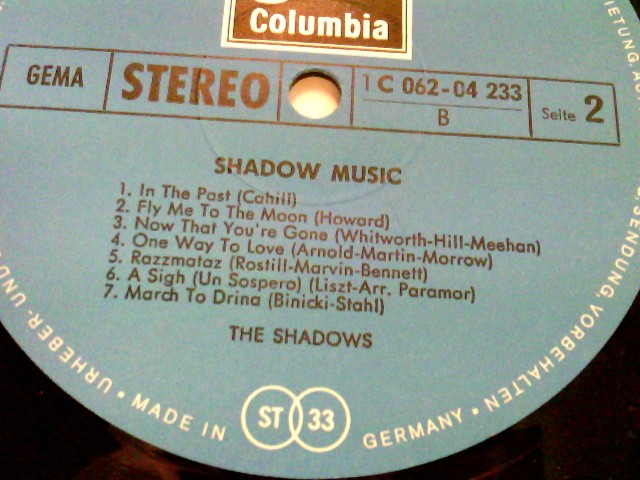 Columbia
GEMA
STEREO
1 C 062-04 233
B
Seite 2
SHADOW MUSIC
1. In The Past (Cahill)
2. Fly Me To The Moon (Howard)
3. Now That You're Gone (Whitworth-Hill-Meehan)
4. One Way To Love (Arnold-Martin-Morrow)
5. Razzmataz (Rostill-Marvin-Bennett)
6. A Sigh (Un Sospero) (Liszt-Arr. Paramor)
7. March To Drina (Binicki-Stahl)
THE SHADOWS
ST 33
URHEBER- UND
• MADE IN
GERMANY •
SENDUNG, VORBEHALTEN